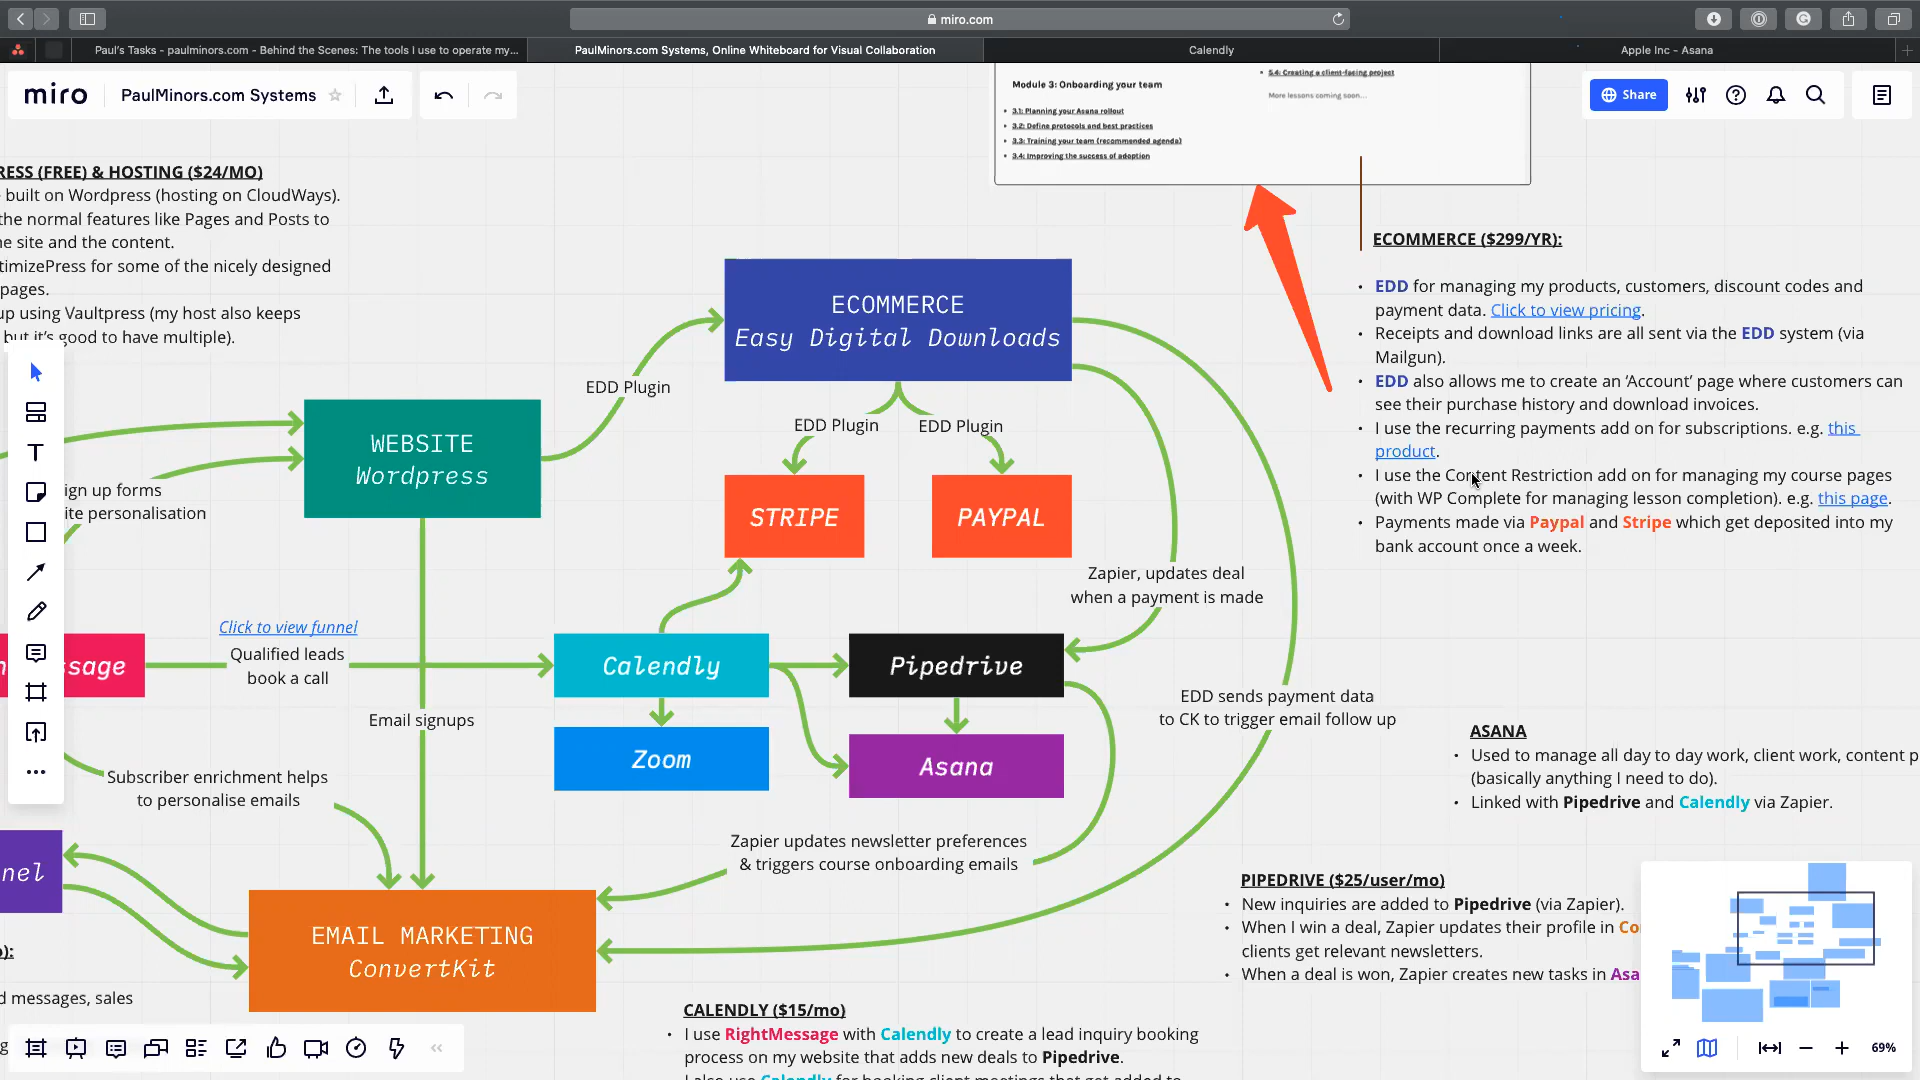 miro.com
Paul's Tasks - paulminors.com - Behind the Scenes: The tools I use to operate my...
PaulMinors.com Systems, Online Whiteboard for Visual Collaboration
Calendly
Apple Inc - Asana
miro
PaulMinors.com Systems
Share
Module 3: Onboarding your team
3.1: Planning your Asana rollout
3.2: Define protocols and best practices
3.3: Training your team (recommended agenda)
3.4: Improving the success of adoption
5.4: Creating a client-facing project
More lessons coming soon...
RESS (FREE) & HOSTING ($24/MO)
built on Wordpress (hosting on CloudWays).
the normal features like Pages and Posts to
ne site and the content.
timizePress for some of the nicely designed
pages.
up using Vaultpress (my host also keeps
but it's good to have multiple).
ECOMMERCE ($299/YR):
• EDD for managing my products, customers, discount codes and
payment data. Click to view pricing.
• Receipts and download links are all sent via the EDD system (via
Mailgun).
• EDD also allows me to create an 'Account' page where customers can
see their purchase history and download invoices.
• I use the recurring payments add on for subscriptions. e.g. this
product.
• I use the Content Restriction add on for managing my course pages
(with WP Complete for managing lesson completion). e.g. this page.
• Payments made via Paypal and Stripe which get deposited into my
bank account once a week.
ECOMMERCE
Easy Digital Downloads
EDD Plugin
EDD Plugin
EDD Plugin
WEBSITE
Wordpress
STRIPE
PAYPAL
ign up forms
ite personalisation
Zapier, updates deal
when a payment is made
Click to view funnel
Qualified leads
book a call
ssage
Calendly
Pipedrive
Zoom
Asana
Email signups
EDD sends payment data
to CK to trigger email follow up
ASANA
• Used to manage all day to day work, client work, content p
(basically anything I need to do).
• Linked with Pipedrive and Calendly via Zapier.
Subscriber enrichment helps
to personalise emails
Zapier updates newsletter preferences
& triggers course onboarding emails
nel
EMAIL MARKETING
ConvertKit
PIPEDRIVE ($25/user/mo)
• New inquiries are added to Pipedrive (via Zapier).
• When I win a deal, Zapier updates their profile in Co
clients get relevant newsletters.
• When a deal is won, Zapier creates new tasks in Asa
o):
d messages, sales
CALENDLY ($15/mo)
• I use RightMessage with Calendly to create a lead inquiry booking
process on my website that adds new deals to Pipedrive.
I also use Calendly for booking client meetings that get added to
69%